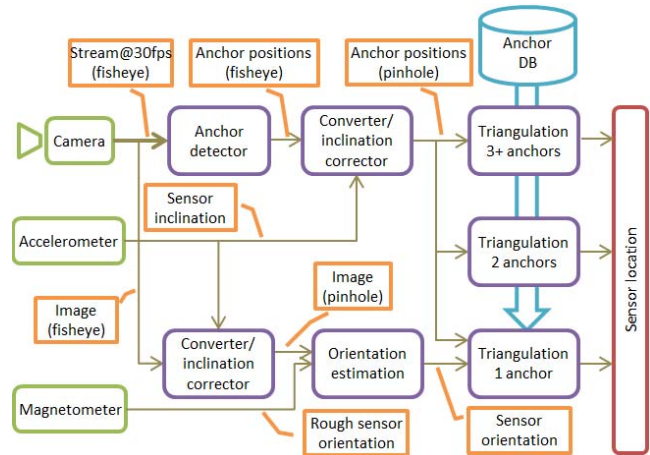 Stream@30fps
(fisheye)
Anchor positions
(fisheye)
Anchor positions
(pinhole)
Anchor
DB
Camera
Anchor
detector
Converter/
inclination
corrector
Triangulation
3+ anchors
Sensor
inclination
Accelerometer
Triangulation
2 anchors
Sensor location
Image
(fisheye)
Image
(pinhole)
Converter/
inclination
corrector
Orientation
estimation
Triangulation
1 anchor
Magnetometer
Rough sensor
orientation
Sensor
orientation